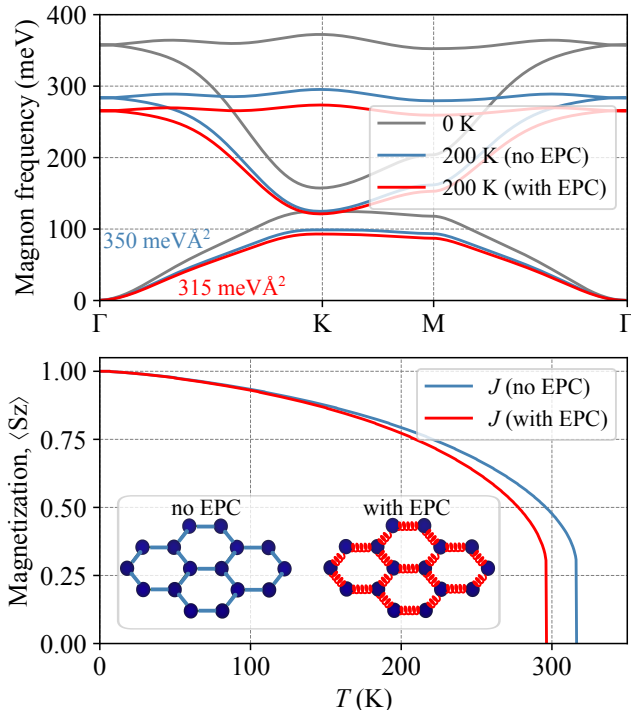 Magnon frequency (meV)
400
300
200
100
0
0 K
200 K (no EPC)
200 K (with EPC)
350 meVÅ²
315 meVÅ²
Γ K M Γ
Magnetization, ⟨Sz⟩
1.00
0.75
0.50
0.25
0.00
J (no EPC)
J (with EPC)
no EPC with EPC
0 100 200 300
T (K)